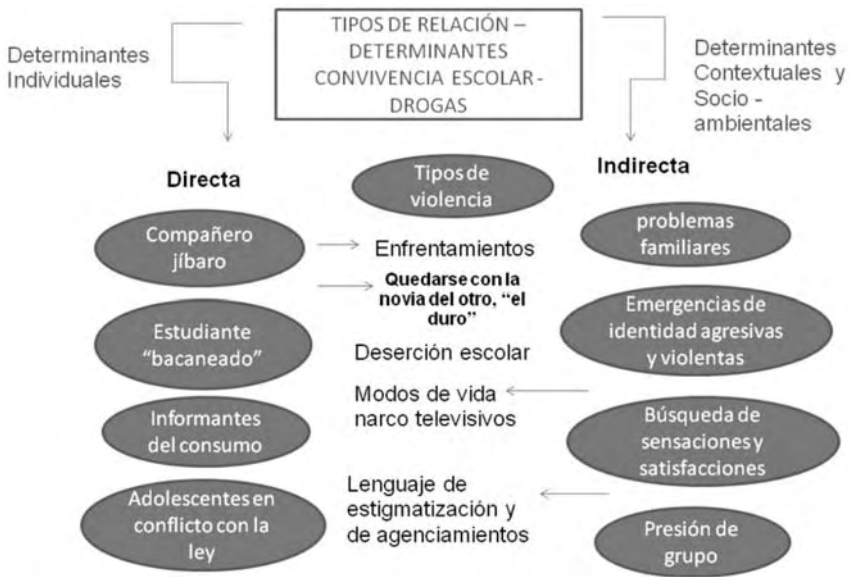 TIPOS DE RELACIÓN –
DETERMINANTES
CONVIVENCIA ESCOLAR -
DROGAS
Determinantes
Individuales
Determinantes
Contextuales y
Socio -
ambientales
Directa
Compañero
jíbaro
Estudiante
“bacaneado”
Informantes
del consumo
Adolescentes en
conflicto con la
ley
Tipos de
violencia
Enfrentamientos
Quedarse con la
novia del otro, “el
duro”
Deserción escolar
Modos de vida
narco televisivos
Lenguaje de
estigmatización y
de agenciamientos
Indirecta
problemas
familiares
Emergencias de
identidad agresivas
y violentas
Búsqueda de
sensaciones y
satisfacciones
Presión de
grupo